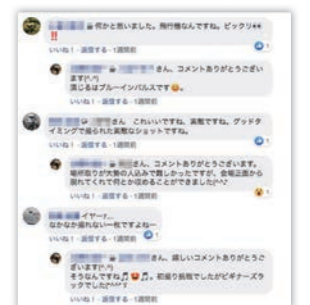 何かと思いました。飛行機なんですね。ビックリ👀
‼️
いいね！・返信する・1週間前
1
さん、コメントありがとうござい
ます(^.^)
演じるはブルーインパルスです😄。
いいね！・返信する・1週間前
さん これいいですね。素敵ですね。グッドタ
イミングで撮られた素敵なショットですね。
いいね！・返信する・1週間前
1
さん、コメントありがとうございます。
場所取りが大勢の人込みで難しかったですが、会場正面から
離れてくれて何とか収めることができました(^^♪
いいね！・返信する・1週間前
1
イヤーr...
なかなか撮れない一枚ですよねー
いいね！・返信する・1週間前
1
さん、嬉しいコメントありがとうご
ざいます(^.^)
そうなんですね🎵😍🎵。初撮り挑戦でしたがビギナーズラ
ックでした(^^♪
いいね！・返信する・1週間前